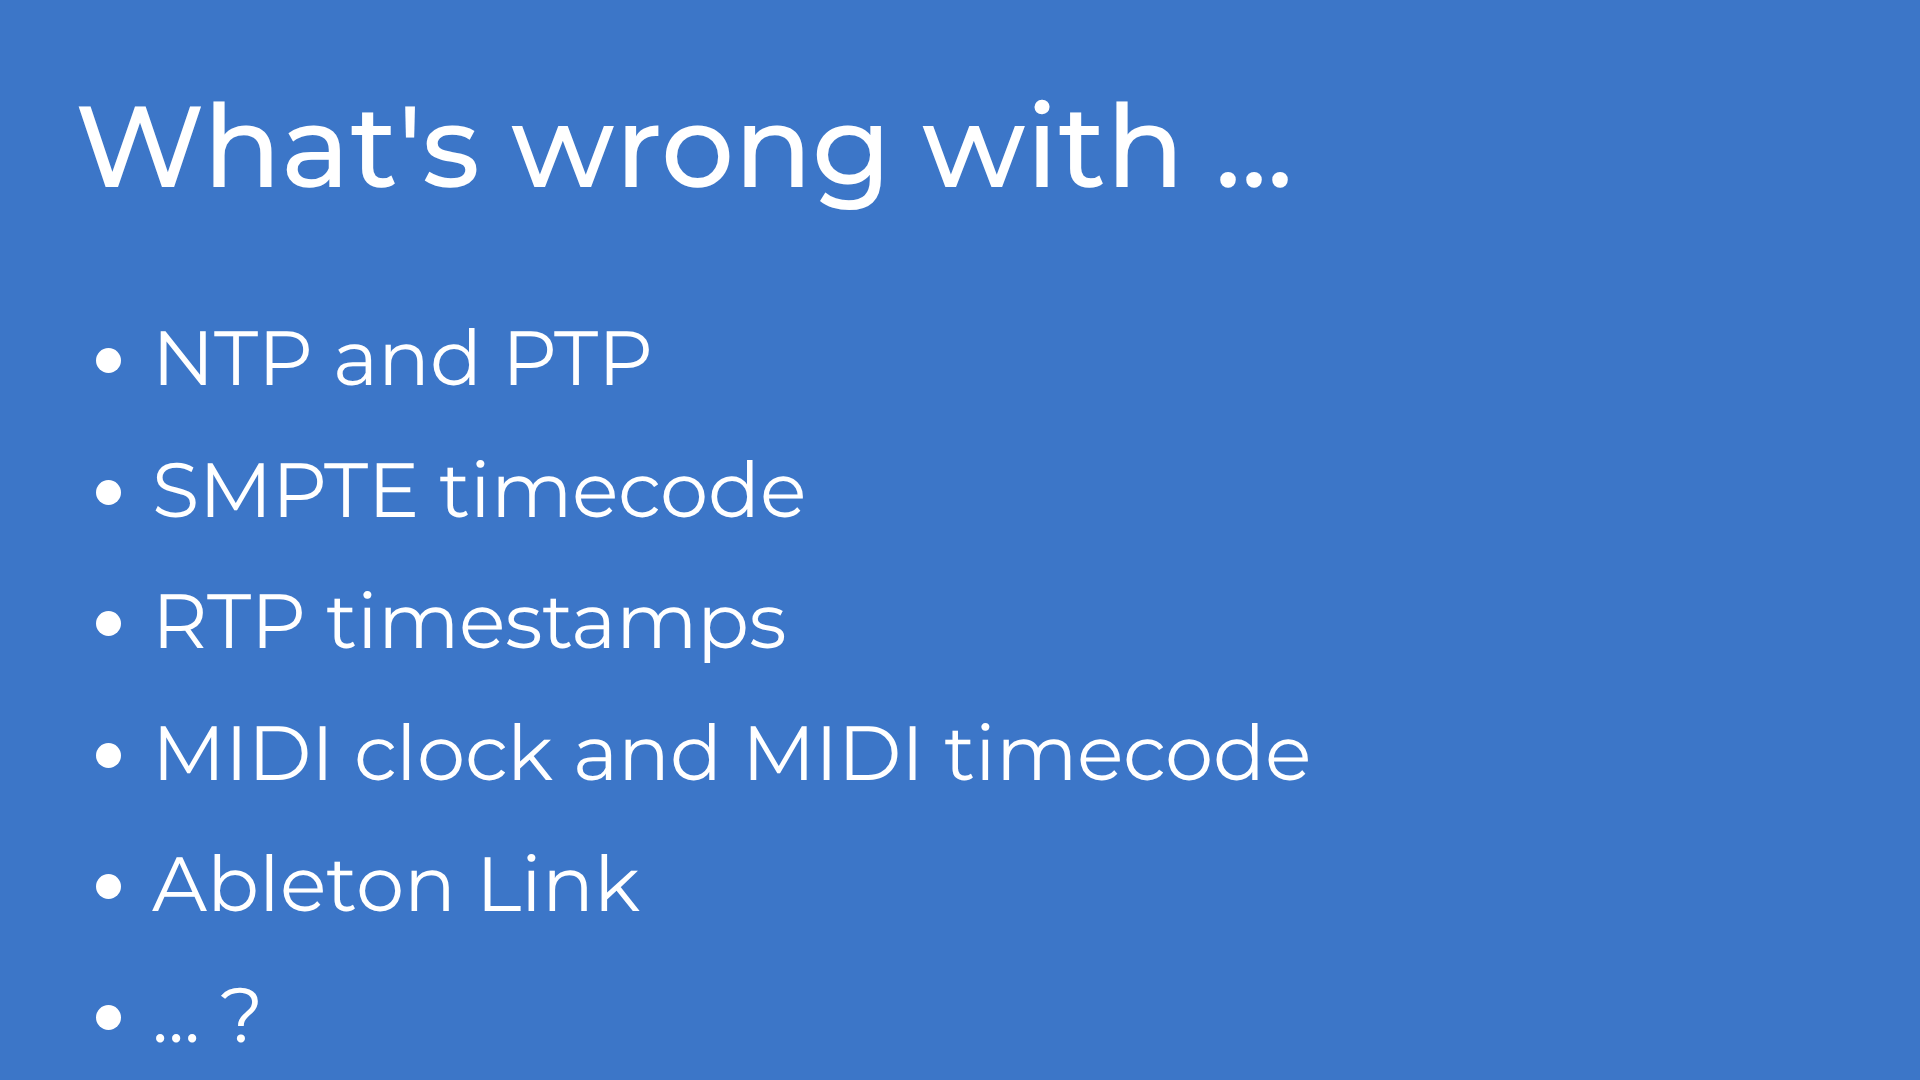 What's wrong with ...
• NTP and PTP
• SMPTE timecode
• RTP timestamps
• MIDI clock and MIDI timecode
• Ableton Link
• ... ?